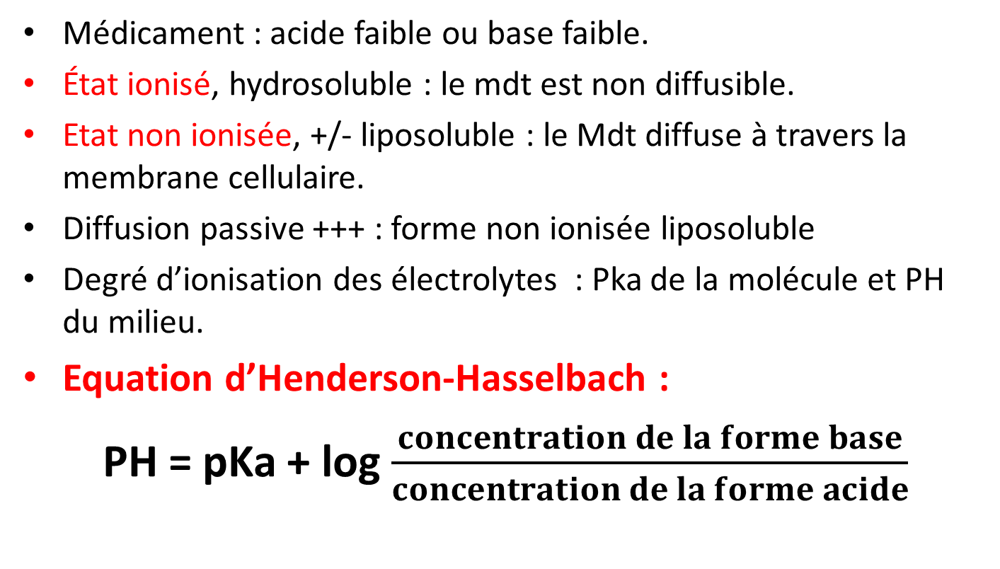 • Médicament : acide faible ou base faible.
• État ionisé, hydrosoluble : le mdt est non diffusible.
• Etat non ionisée, +/- liposoluble : le Mdt diffuse à travers la
membrane cellulaire.
• Diffusion passive +++ : forme non ionisée liposoluble
• Degré d’ionisation des électrolytes : Pka de la molécule et PH
du milieu.
• Equation d’Henderson-Hasselbach :
concentration de la forme base
PH = pKa + log
concentration de la forme acide